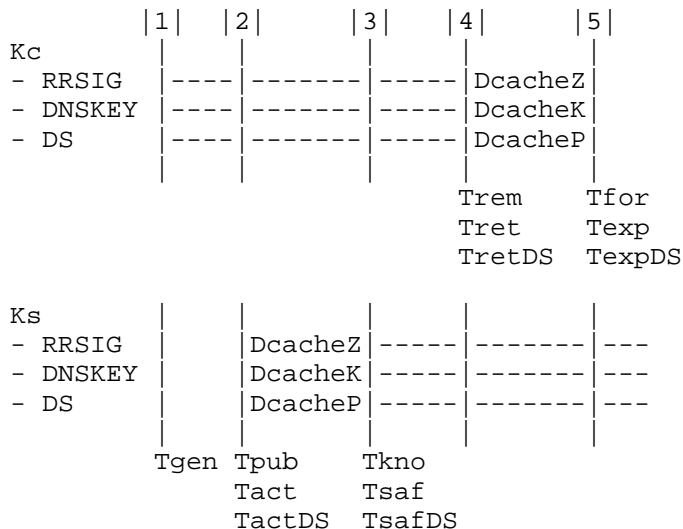 |1|   |2|       |3|     |4|     |5|
Kc        |    |       |     |       |
- RRSIG  |----|-------|-----|DcacheZ|
- DNSKEY |----|-------|-----|DcacheK|
- DS     |----|-------|-----|DcacheP|
|    |       |     |       |
Trem    Tfor
Tret    Texp
TretDS  TexpDS
Ks        |    |       |     |       |
- RRSIG  |    |DcacheZ|-----|-------|---
- DNSKEY |    |DcacheK|-----|-------|---
- DS     |    |DcacheP|-----|-------|---
|    |       |     |       |
Tgen Tpub    Tkno
Tact    Tsaf
TactDS  TsafDS